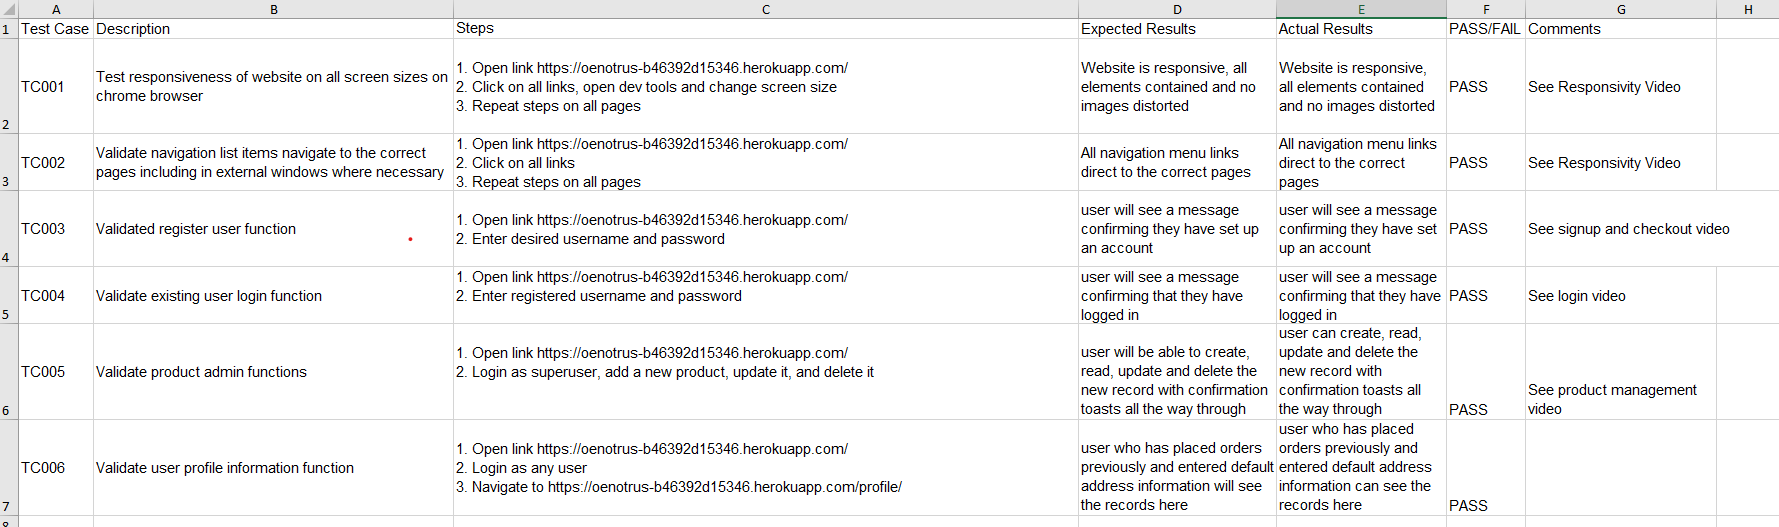 A B C D E F G H
1 Test Case Description Steps Expected Results Actual Results PASS/FAIL Comments
2 TC001
Test responsiveness of website on all screen sizes on
chrome browser
1. Open link https://oenotrus-b46392d15346.herokuapp.com/
2. Click on all links, open dev tools and change screen size
3. Repeat steps on all pages
Website is responsive, all
elements contained and no
images distorted
Website is responsive,
all elements contained
and no images distorted
PASS
See Responsivity Video
3 TC002
Validate navigation list items navigate to the correct
pages including in external windows where necessary
1. Open link https://oenotrus-b46392d15346.herokuapp.com/
2. Click on all links
3. Repeat steps on all pages
All navigation menu links
direct to the correct pages
All navigation menu links
direct to the correct
pages
PASS
See Responsivity Video
4 TC003
Validated register user function
1. Open link https://oenotrus-b46392d15346.herokuapp.com/
2. Enter desired username and password
user will see a message
confirming they have set up
an account
user will see a message
confirming they have set
up an account
PASS
See signup and checkout video
5 TC004
Validate existing user login function
1. Open link https://oenotrus-b46392d15346.herokuapp.com/
2. Enter registered username and password
user will see a message
confirming that they have
logged in
user will see a message
confirming that they have
logged in
PASS
See login video
6 TC005
Validate product admin functions
1. Open link https://oenotrus-b46392d15346.herokuapp.com/
2. Login as superuser, add a new product, update it, and delete it
user will be able to create,
read, update and delete the
new record with confirmation
toasts all the way through
user can create, read,
update and delete the
new record with
confirmation toasts all
the way through
PASS
See product management
video
7 TC006
Validate user profile information function
1. Open link https://oenotrus-b46392d15346.herokuapp.com/
2. Login as any user
3. Navigate to https://oenotrus-b46392d15346.herokuapp.com/profile/
user who has placed orders
previously and entered default
address information will see
the records here
user who has placed
orders previously and
entered default address
information can see the
records here
PASS
8